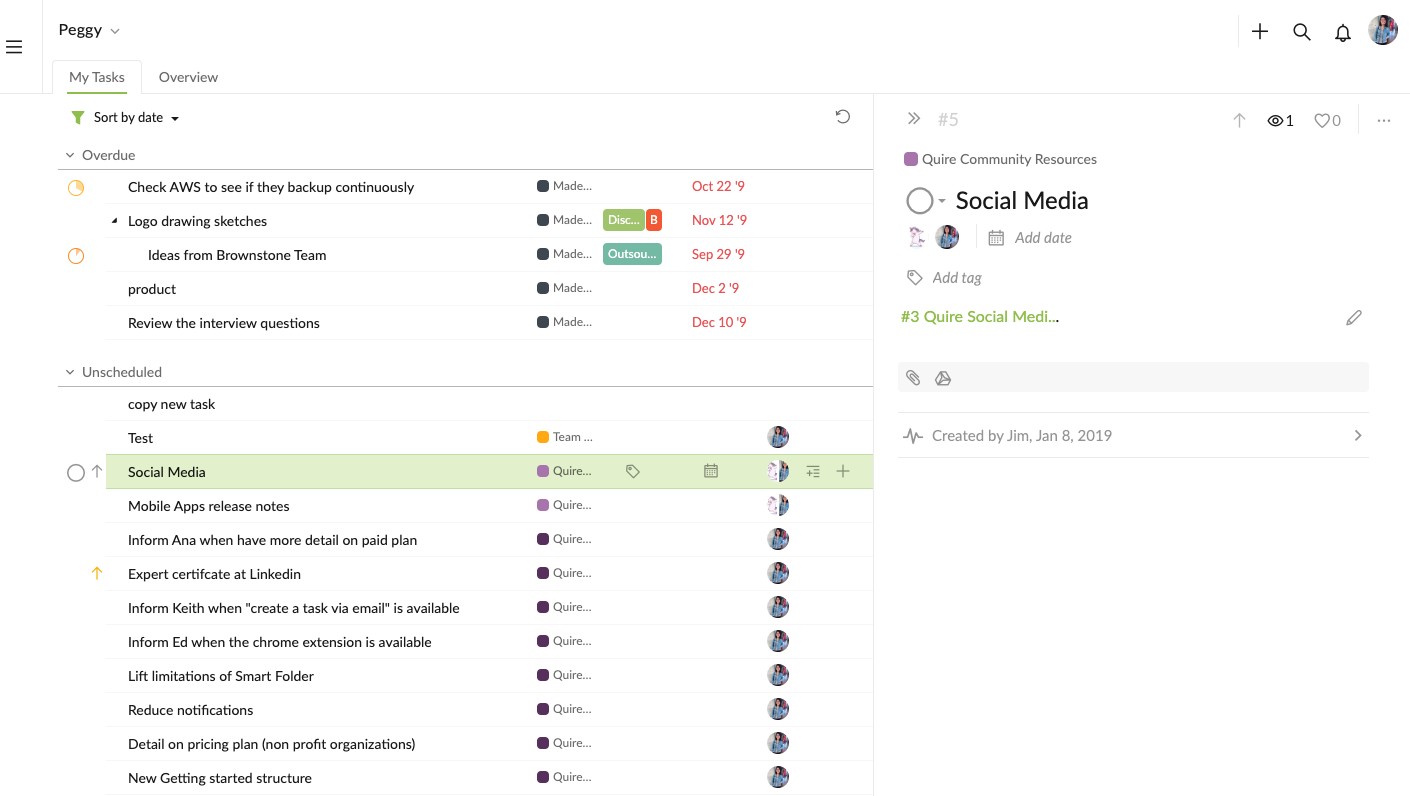 Peggy
My Tasks Overview
Sort by date
Overdue
Check AWS to see if they backup continuously Made... Oct 22 '9
Logo drawing sketches Made... Disc... B Nov 12 '9
Ideas from Brownstone Team Made... Outsou... Sep 29 '9
product Made... Dec 2 '9
Review the interview questions Made... Dec 10 '9
Unscheduled
copy new task
Test Team ...
Social Media Quire...
Mobile Apps release notes Quire...
Inform Ana when have more detail on paid plan Quire...
Expert certifcate at Linkedin Quire...
Inform Keith when "create a task via email" is available Quire...
Inform Ed when the chrome extension is available Quire...
Lift limitations of Smart Folder Quire...
Reduce notifications Quire...
Detail on pricing plan (non profit organizations) Quire...
New Getting started structure Quire...
#5 1 0
Quire Community Resources
Social Media
Add date
Add tag
#3 Quire Social Medi...
Created by Jim, Jan 8, 2019